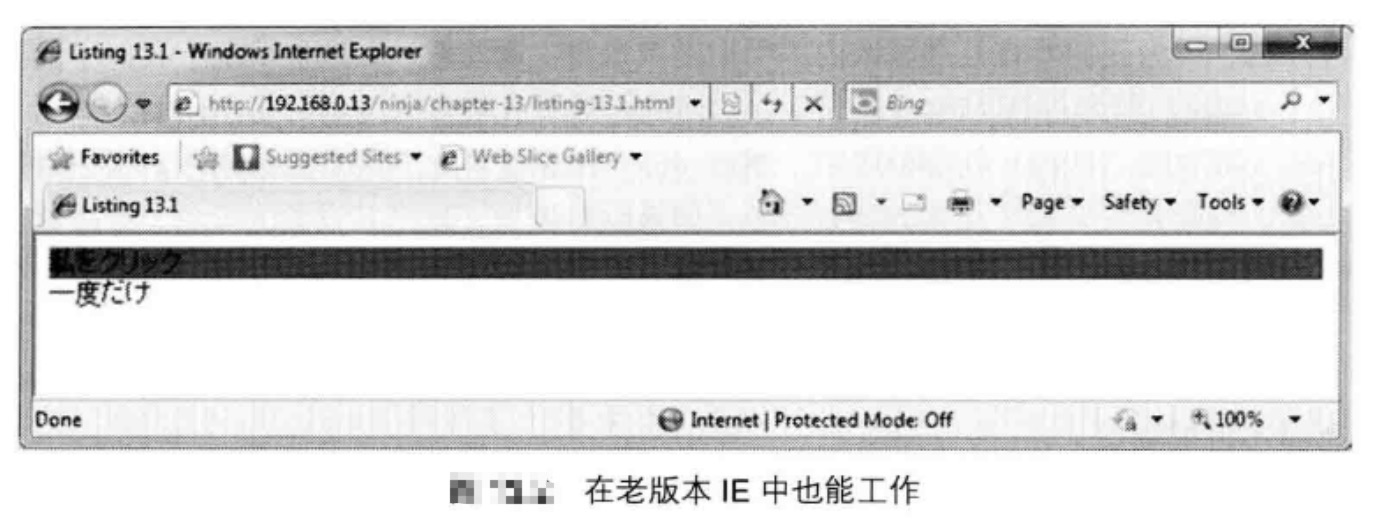 Listing 13.1 - Windows Internet Explorer
http://192.168.0.13/ninja/chapter-13/listing-13.1.html Bing
Favorites Suggested Sites Web Slice Gallery
Listing 13.1 Page Safety Tools
私をクリック
一度だけ
Done Internet | Protected Mode: Off 100%
在老版本 IE 中也能工作